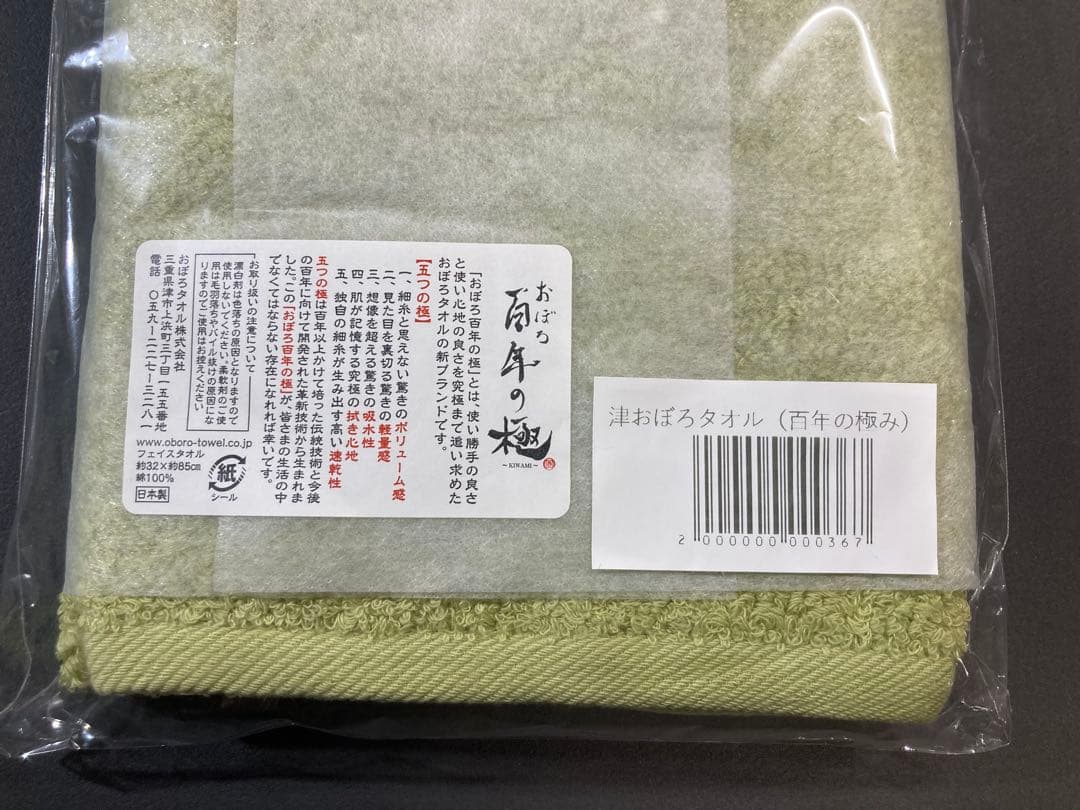 おぼろ
百年の極
~KIWAMI~
「おぼろ百年の極」とは、使い勝手の良さ
と使い心地の良さを究極まで追い求めた
おぼろタオルの新ブランドです。
【五つの極】
一、細糸と思えない驚きのボリューム感
二、見た目を裏切る驚きの軽量感
三、想像を超える驚きの吸水性
四、肌が記憶する究極の拭き心地
五、独自の細糸が生み出す高い速乾性
五つの極は百年以上かけて培った伝統技術と今後
の百年に向けて開発された革新技術から生まれま
した。この「おぼろ百年の極」が、皆さまの生活の中
でなくてはならない存在になれれば幸いです。
お取り扱いの注意について
漂白剤は色落ちの原因となりますので
使用しないでください。柔軟剤のご使
用は毛羽落ちやパイル抜けの原因にな
りますのでご使用はお控えください
おぼろタオル株式会社
三重県津市上浜町三丁目一五五番地
電話 〇五九-二二七-三二八一
www.oboro-towel.co.jp
フェイスタオル
約32×約85cm
綿100%
日本製
紙
シール
津おぼろタオル (百年の極み)
2 000000 000367